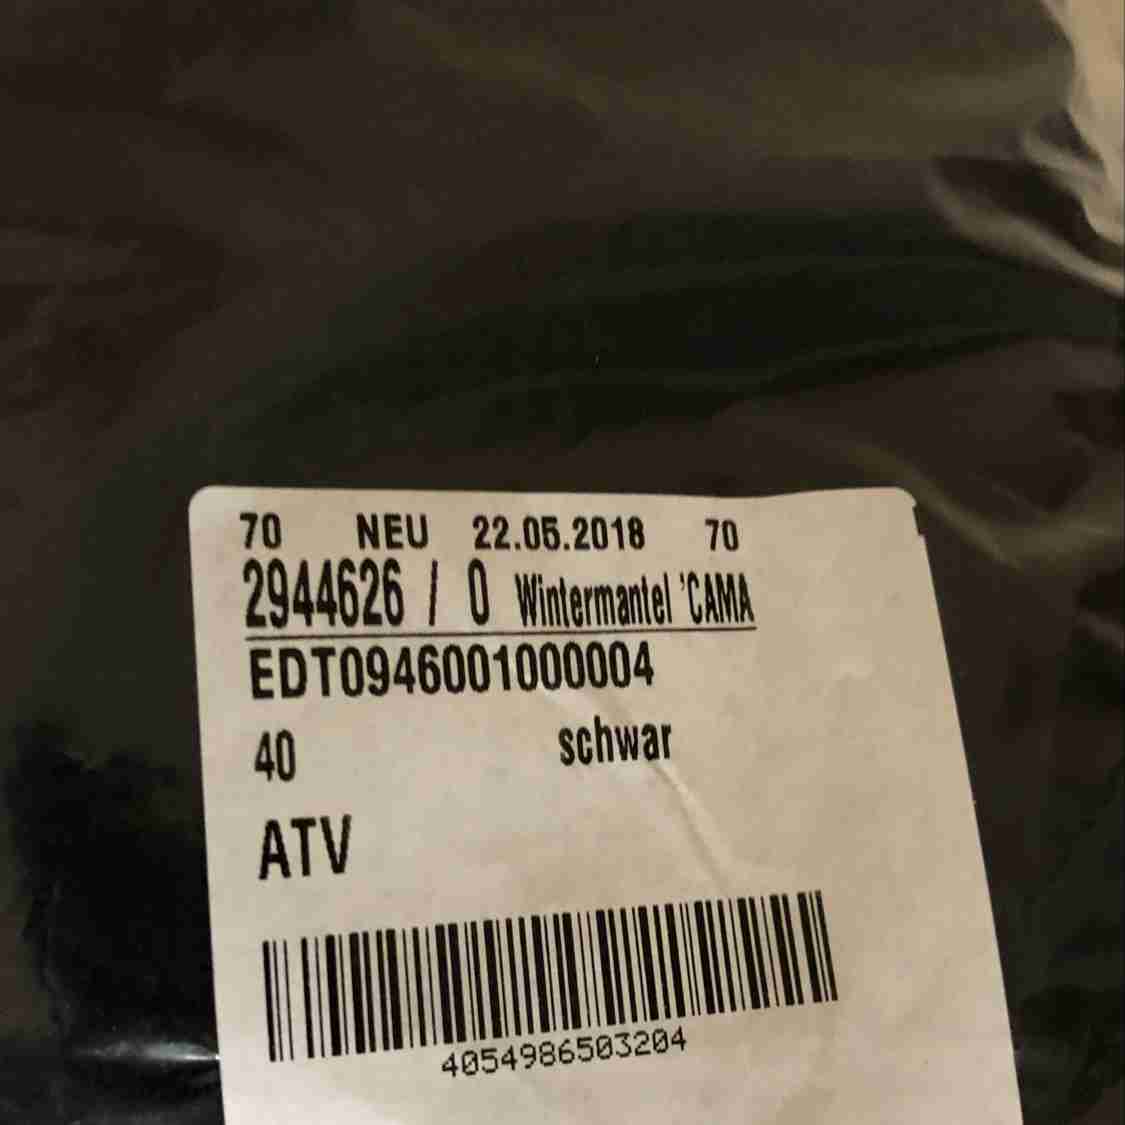 70 NEU 22.05.2018 70
2944626 / 0 Wintermantel 'CAMA
EDT0946001000004
40 schwar
ATV
4054986503204